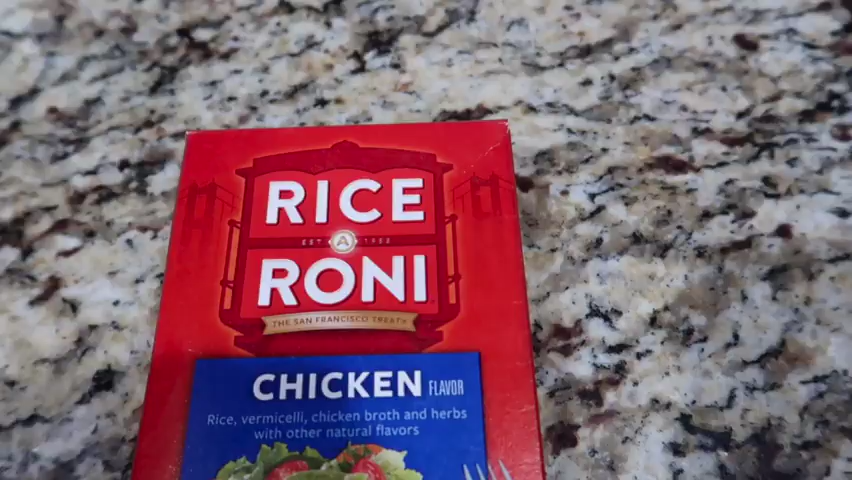 RICE
EST A 1958
RONI
THE SAN FRANCISCO TREAT®
CHICKEN FLAVOR
Rice, vermicelli, chicken broth and herbs
with other natural flavors